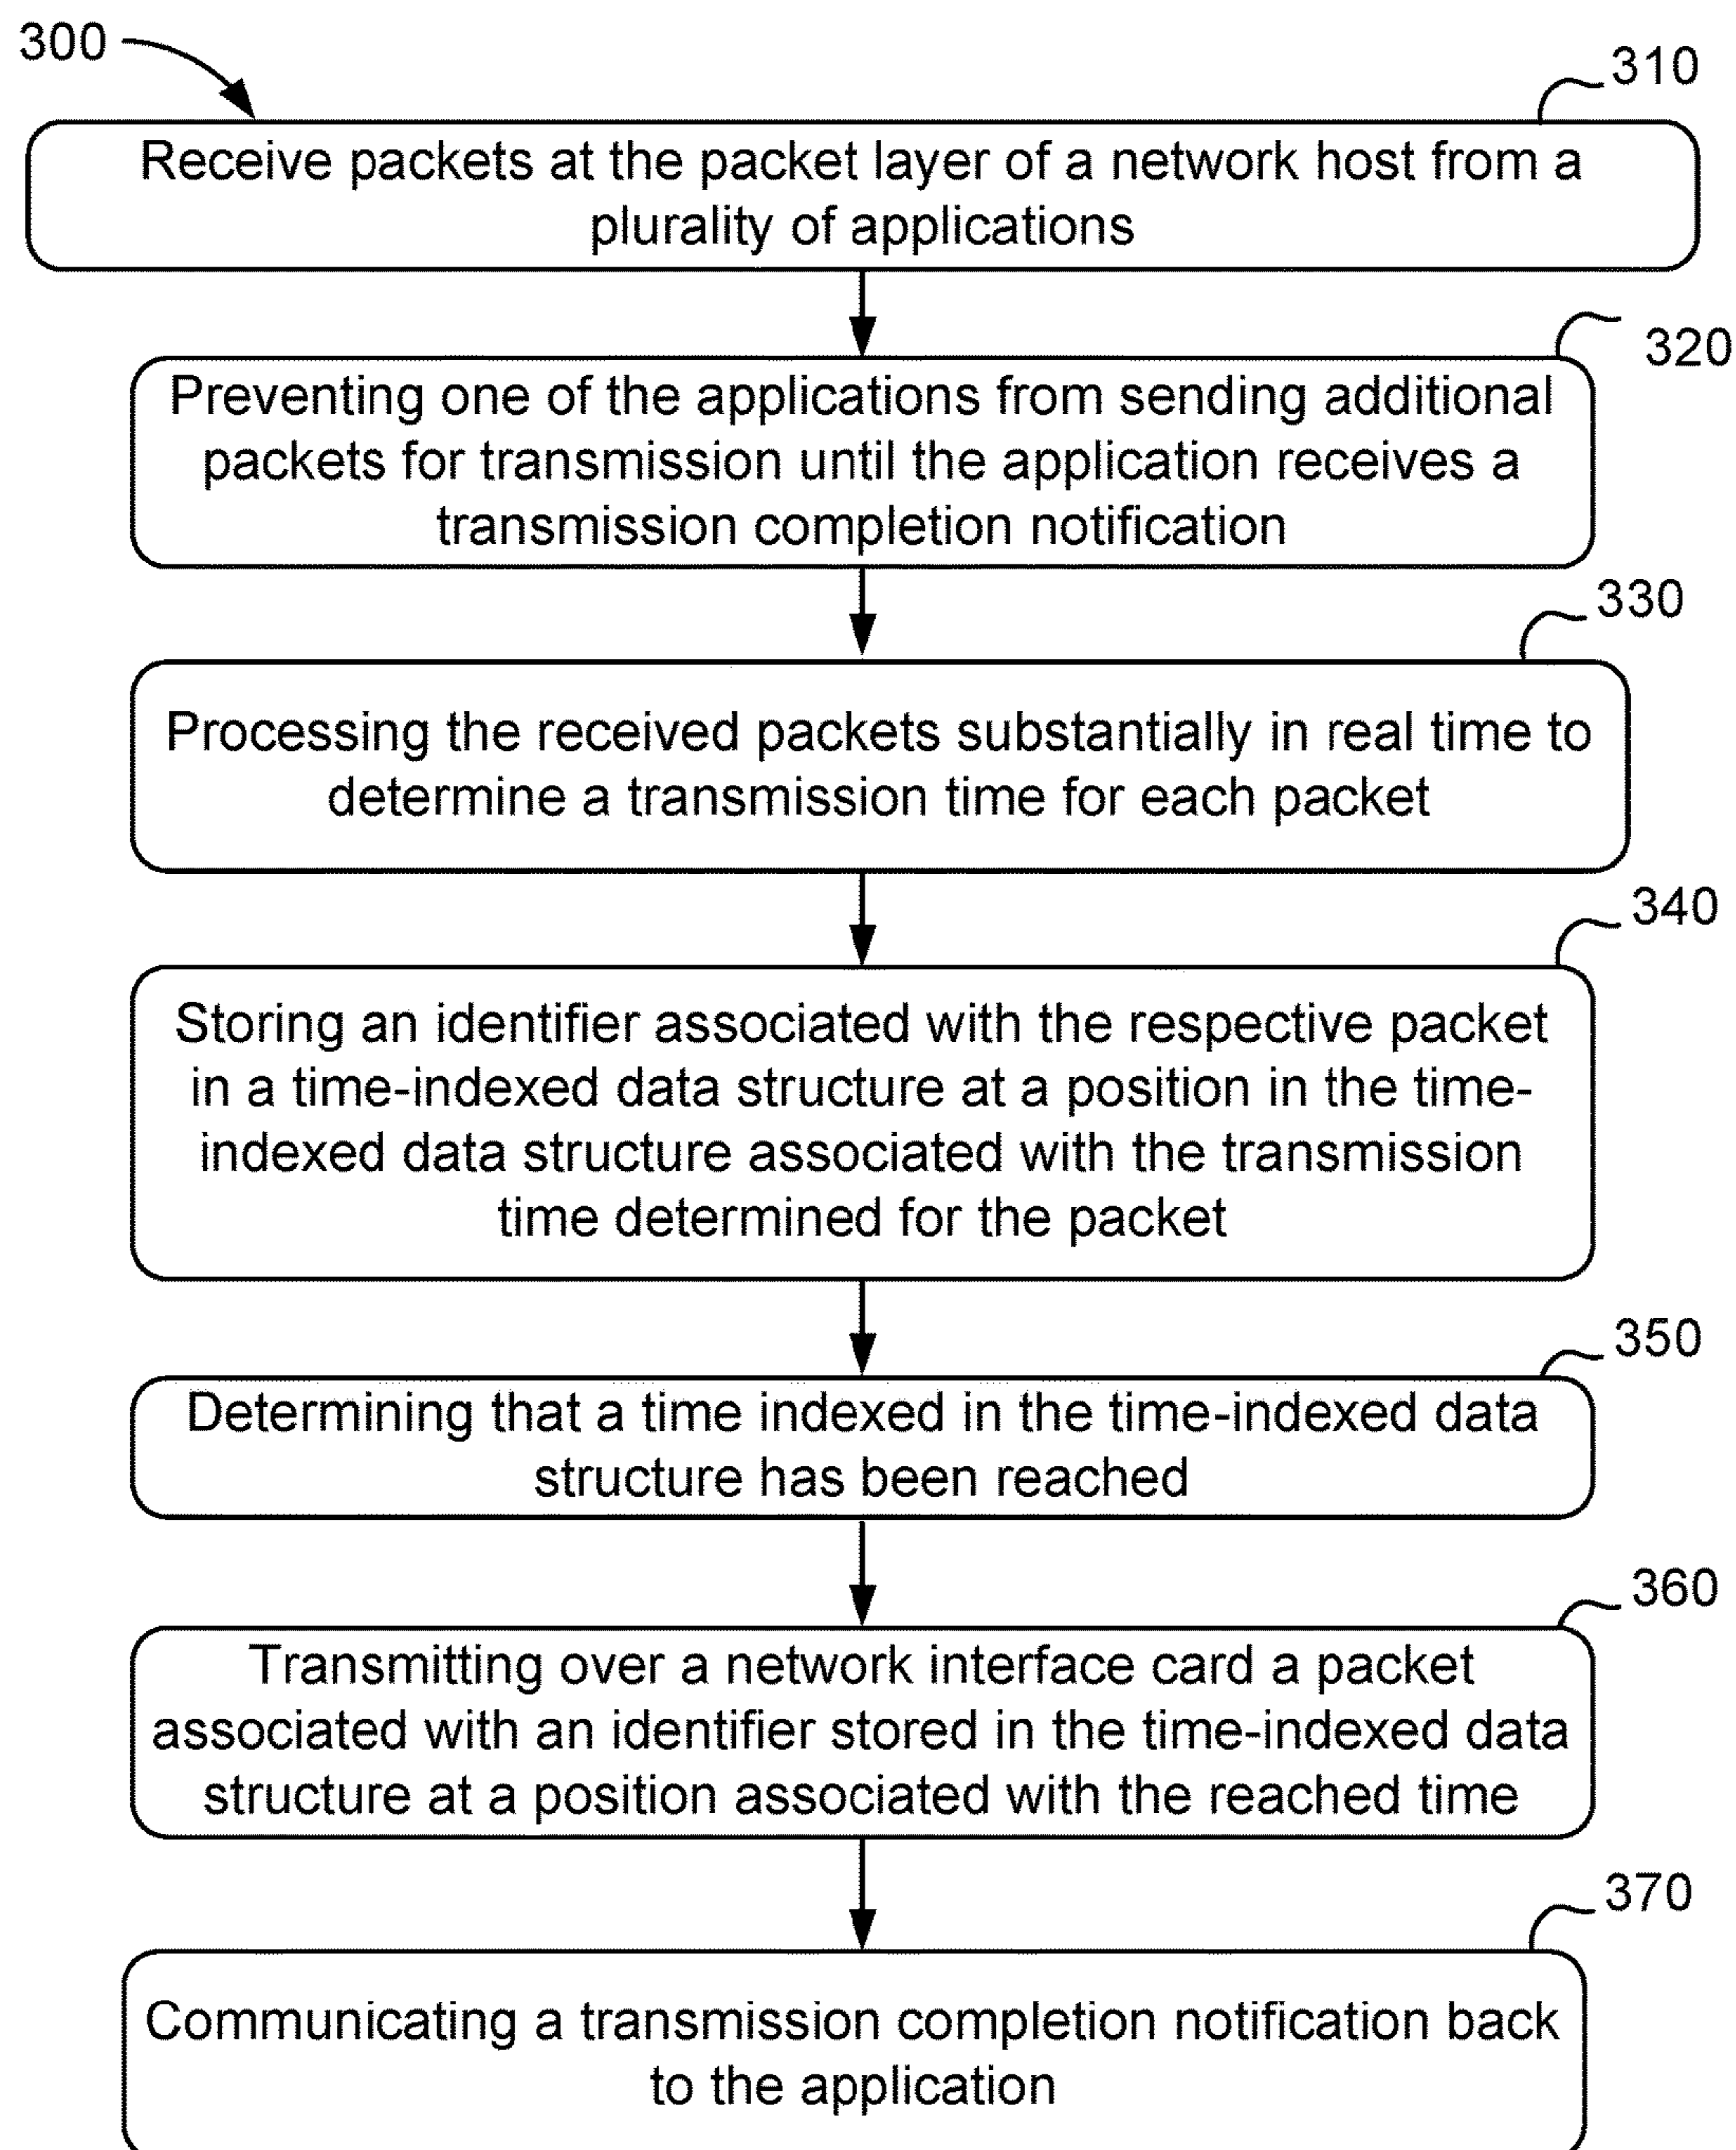 300
310
Receive packets at the packet layer of a network host from a
plurality of applications
320
Preventing one of the applications from sending additional
packets for transmission until the application receives a
transmission completion notification
330
Processing the received packets substantially in real time to
determine a transmission time for each packet
340
Storing an identifier associated with the respective packet
in a time-indexed data structure at a position in the time-
indexed data structure associated with the transmission
time determined for the packet
350
Determining that a time indexed in the time-indexed data
structure has been reached
360
Transmitting over a network interface card a packet
associated with an identifier stored in the time-indexed data
structure at a position associated with the reached time
370
Communicating a transmission completion notification back
to the application